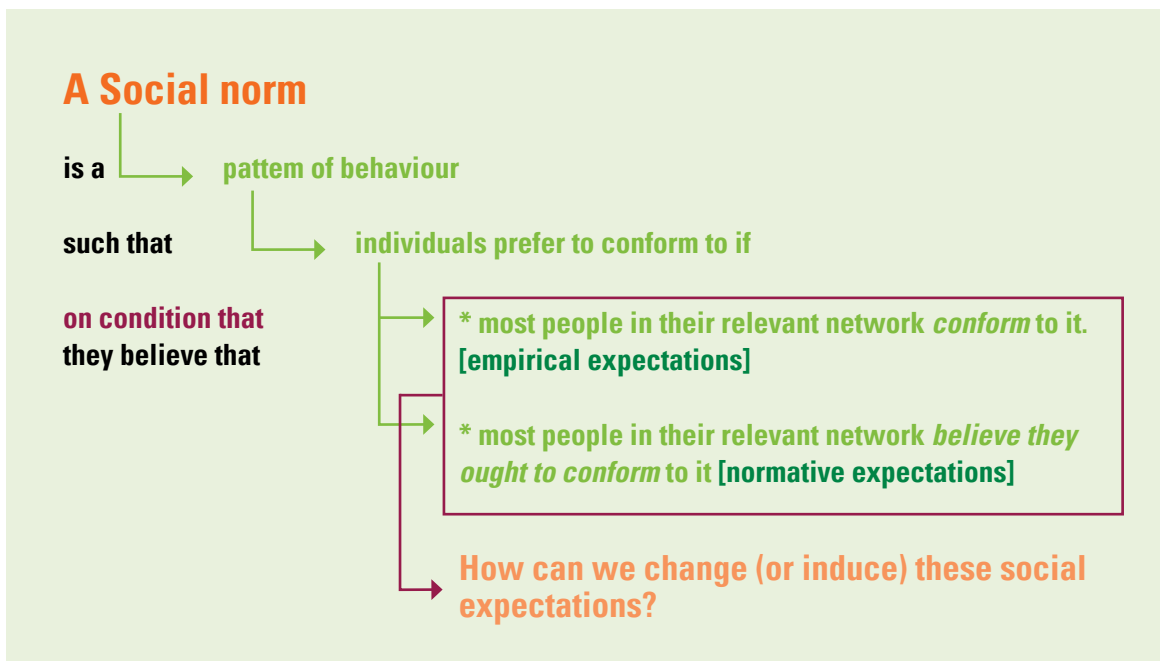 A Social norm
is a pattem of behaviour
such that individuals prefer to conform to if
on condition that
they believe that
* most people in their relevant network conform to it.
[empirical expectations]
* most people in their relevant network believe they
ought to conform to it [normative expectations]
How can we change (or induce) these social
expectations?